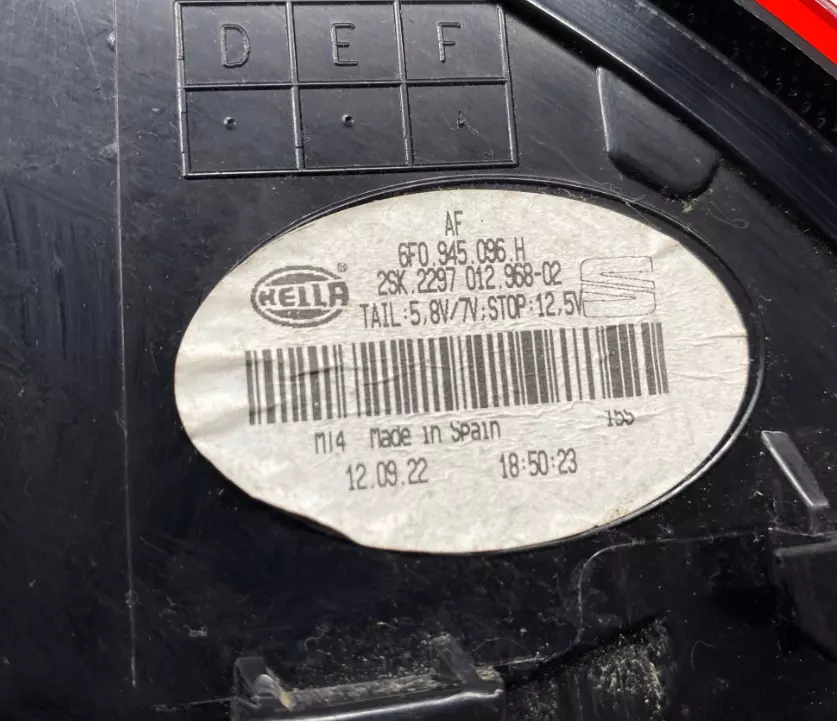 D E F
A
AF
6F0.945.096.H
HELLA®
2SK.2297 012.968-02
TAIL:5,8V/7V;STOP:12,5V
155
M14 Made in Spain
12.09.22 18:50:23